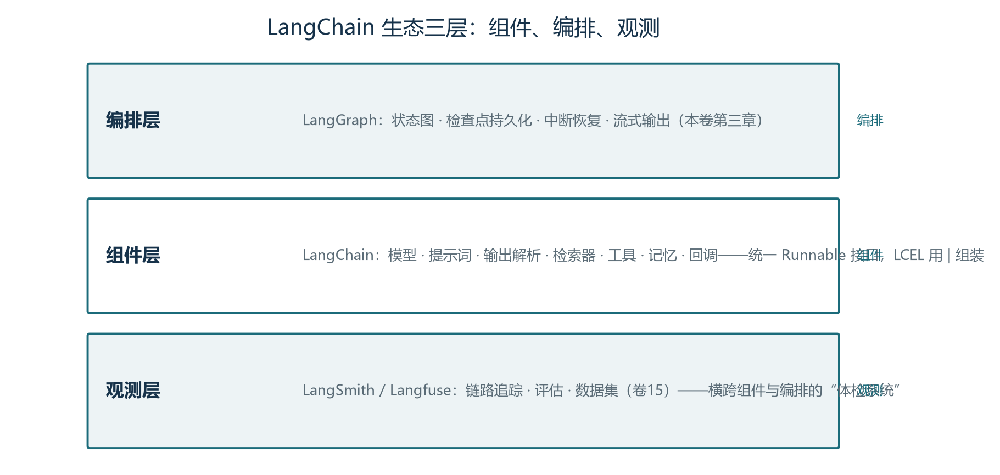 LangChain 生态三层：组件、编排、观测
编排层
LangGraph：状态图 · 检查点持久化 · 中断恢复 · 流式输出（本卷第三章）
编排
组件层
LangChain：模型 · 提示词 · 输出解析 · 检索器 · 工具 · 记忆 · 回调——统一 Runnable 接口，LCEL 用 | 组装
组件
观测层
LangSmith / Langfuse：链路追踪 · 评估 · 数据集（卷15）——横跨组件与编排的“体检系统”
观测